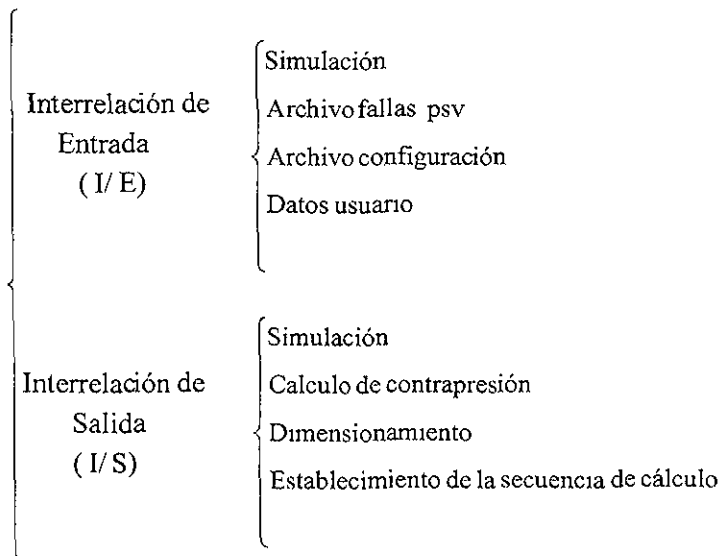 Interrelación de
Entrada
( I/ E)
Simulación
Archivo fallas psv
Archivo configuración
Datos usuario
Interrelación de
Salida
( I/ S)
Simulación
Calculo de contrapresión
Dimensionamiento
Establecimiento de la secuencia de cálculo